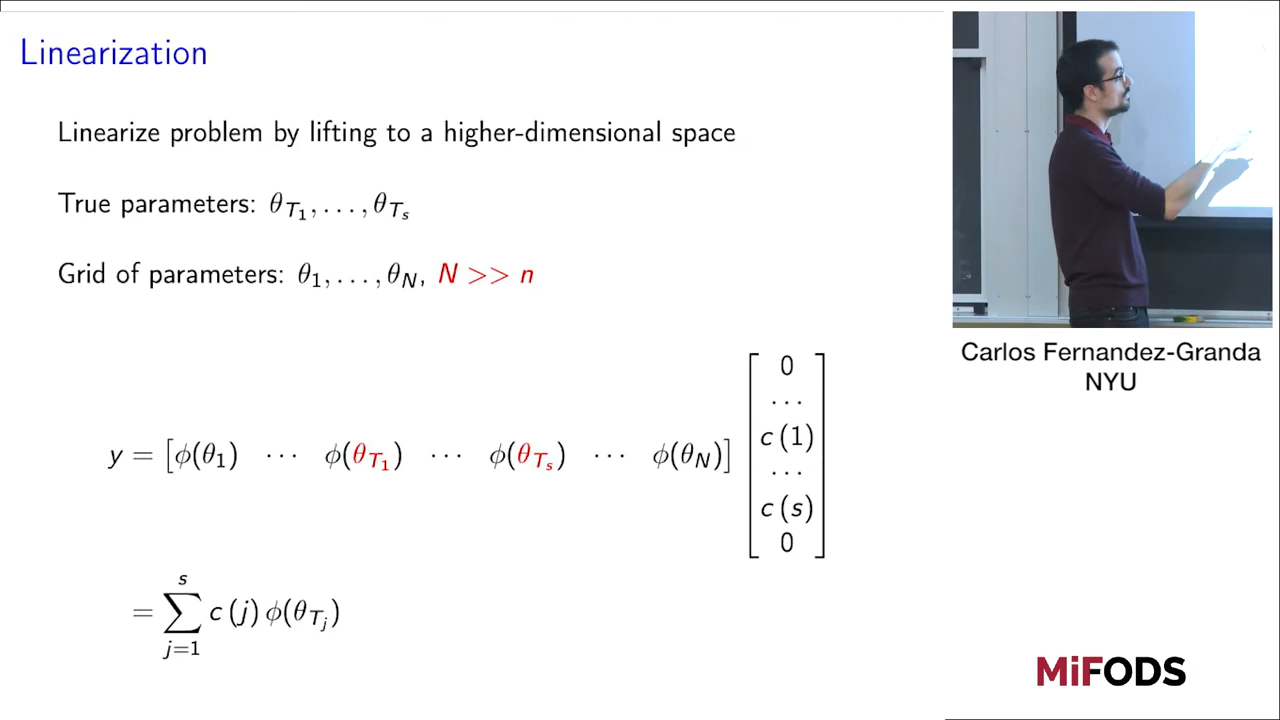 Linearization
Linearize problem by lifting to a higher-dimensional space
True parameters: θ_{T_1}, . . . , θ_{T_s}
Grid of parameters: θ_1, . . . , θ_N, N >> n
y = [ϕ(θ_1) ··· ϕ(θ_{T_1}) ··· ϕ(θ_{T_s}) ··· ϕ(θ_N)] [0 ··· c(1) ··· c(s) 0]
= ∑_{j=1}^{s} c(j) ϕ(θ_{T_j})
Carlos Fernandez-Granda
NYU
MiFODS